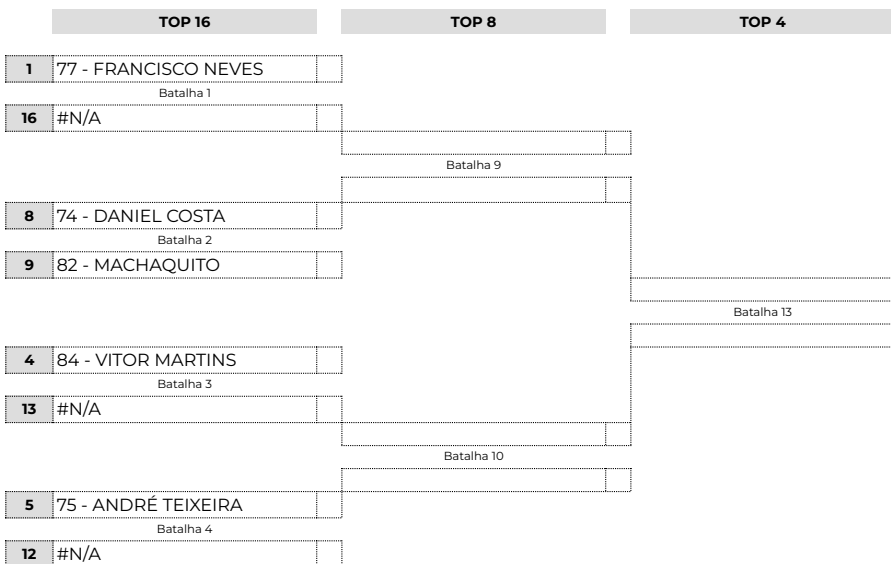 TOP 16 TOP 8 TOP 4
1 77 - FRANCISCO NEVES
Batalha 1
16 #N/A
Batalha 9
8 74 - DANIEL COSTA
Batalha 2
9 82 - MACHAQUITO
Batalha 13
4 84 - VITOR MARTINS
Batalha 3
13 #N/A
Batalha 10
5 75 - ANDRÉ TEIXEIRA
Batalha 4
12 #N/A